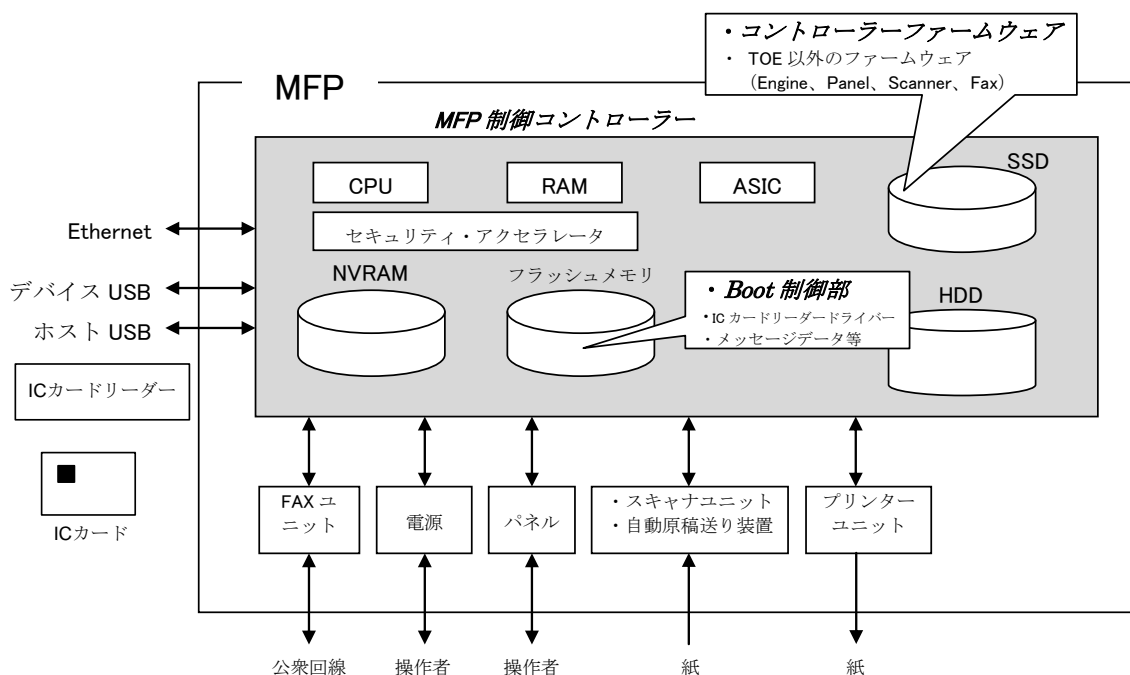 ・コントローラーファームウェア
・ TOE 以外のファームウェア
（Engine、Panel、Scanner、Fax）
MFP
MFP 制御コントローラー
SSD
CPU
RAM
ASIC
セキュリティ・アクセラレータ
Ethernet
デバイス USB
ホスト USB
NVRAM
フラッシュメモリ
・Boot 制御部
・IC カードリーダードライバー
・メッセージデータ等
HDD
ICカードリーダー
ICカード
FAX ユ
ニット
電源
パネル
・スキャナユニット
・自動原稿送り装置
プリンター
ユニット
公衆回線
操作者
操作者
紙
紙